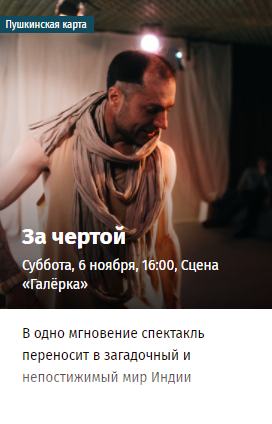 Пушкинская карта
За чертой
Суббота, 6 ноября, 16:00, Сцена
«Галёрка»
В одно мгновение спектакль
переносит в загадочный и
непостижимый мир Индии